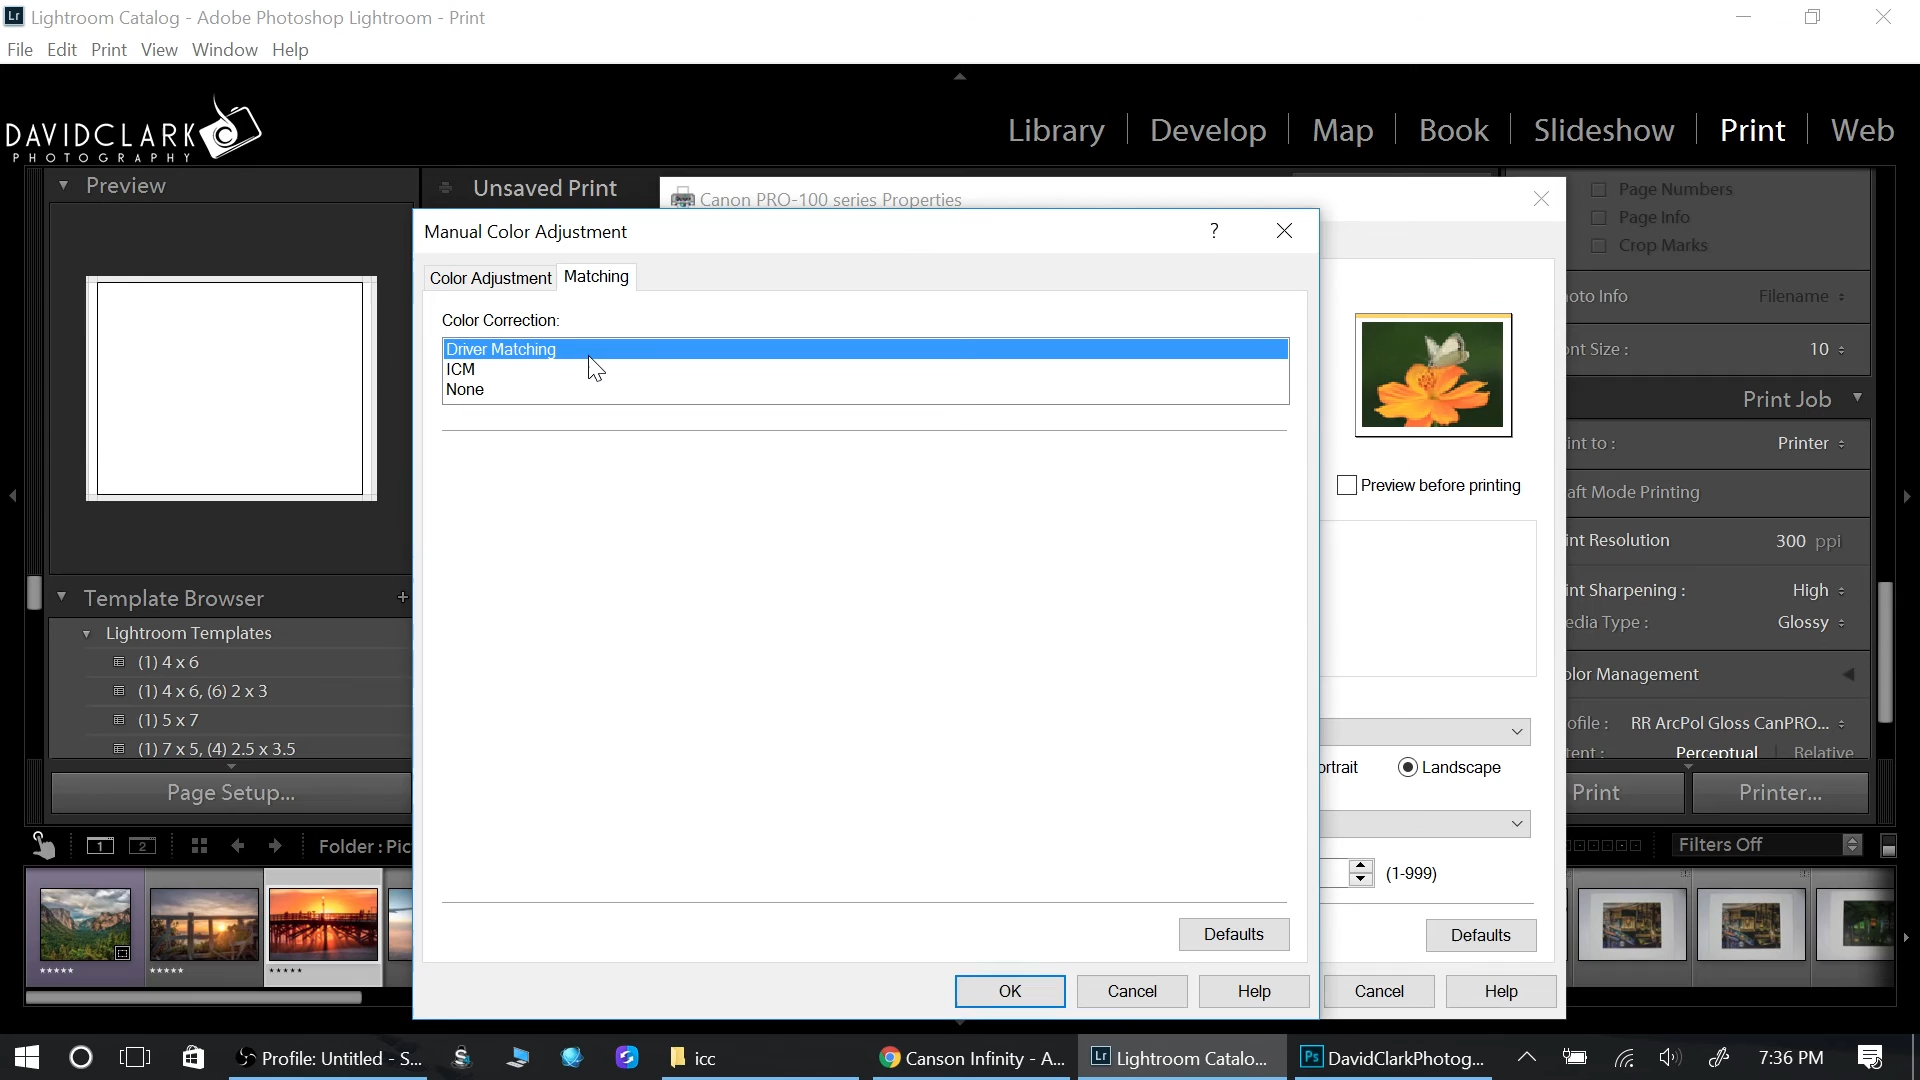 Lr Lightroom Catalog - Adobe Photoshop Lightroom - Print
File Edit Print View Window Help
DAVIDCLARK
PHOTOGRAPHY
Library Develop Map Book Slideshow Print Web
Preview
Unsaved Print
Canon PRO-100 series Properties
Page Numbers
Page Info
Crop Marks
Manual Color Adjustment ?
Color Adjustment Matching
Color Correction:
Driver Matching
ICM
None
oto Info Filename
nt Size : 10
Print Job
int to : Printer
Preview before printing
aft Mode Printing
int Resolution 300 ppi
int Sharpening : High
edia Type : Glossy
olor Management
ofile : RR ArcPol Gloss CanPRO...
tent : Perceptual Relative
Template Browser +
Lightroom Templates
(1) 4 x 6
(1) 4 x 6, (6) 2 x 3
(1) 5 x 7
(1) 7 x 5, (4) 2.5 x 3.5
ortrait Landscape
Page Setup...
Print Printer...
1 2 Folder : Pic
Filters Off
(1-999)
Defaults
Defaults
OK Cancel Help
Cancel Help
Profile: Untitled - S...
icc
Canson Infinity - A...
Lr Lightroom Catalo...
Ps DavidClarkPhotog...
7:36 PM